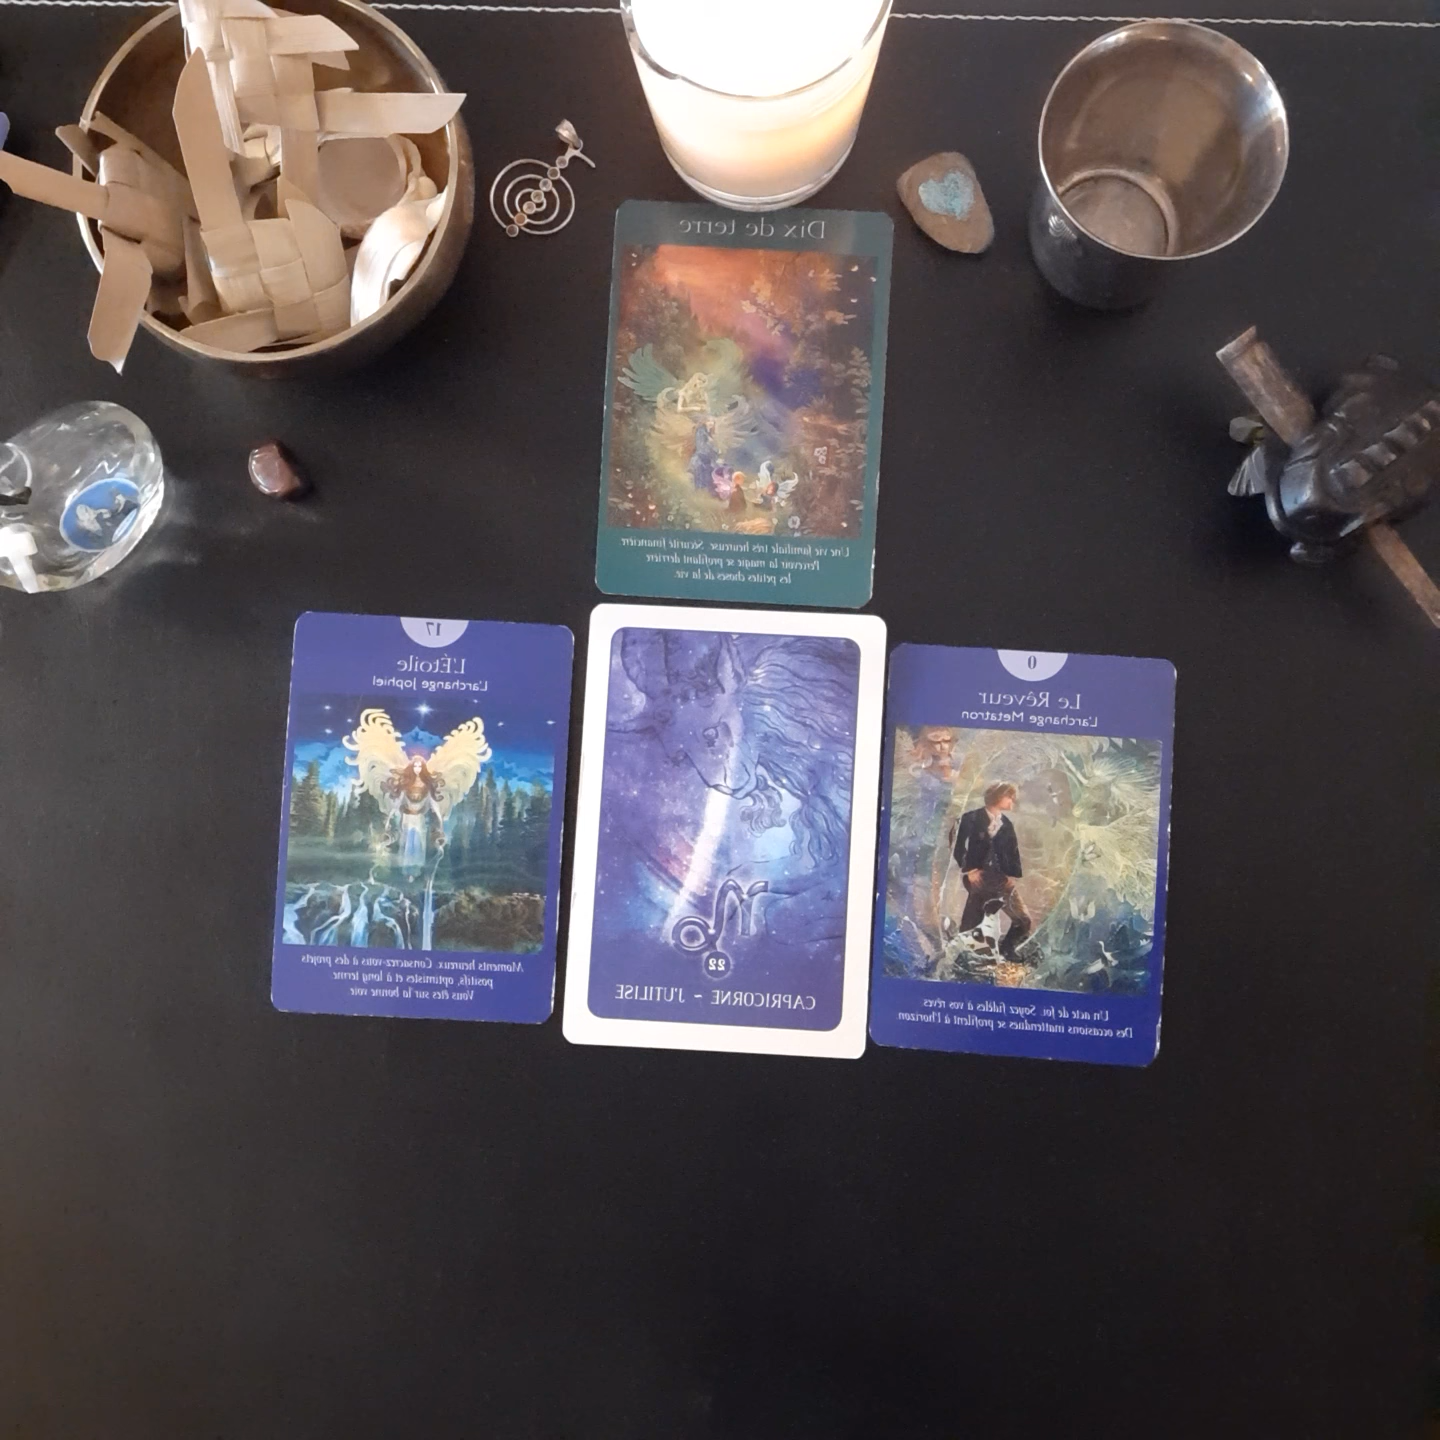 Dix de terre
Une vie familiale très heureuse. Sécurité financière.
Percevoir la magie se profilant derrière
les petites choses de la vie.
17
L'Étoile
L'archange Jophiel
Moments heureux. Consacrez-vous à des projets
positifs, optimistes et à long terme.
Vous êtes sur la bonne voie.
22
CAPRICORNE ~ J'UTILISE
0
Le Rêveur
L'archange Metatron
Un acte de foi. Soyez fidèles à vos rêves
Des occasions inattendues se profilent à l'horizon